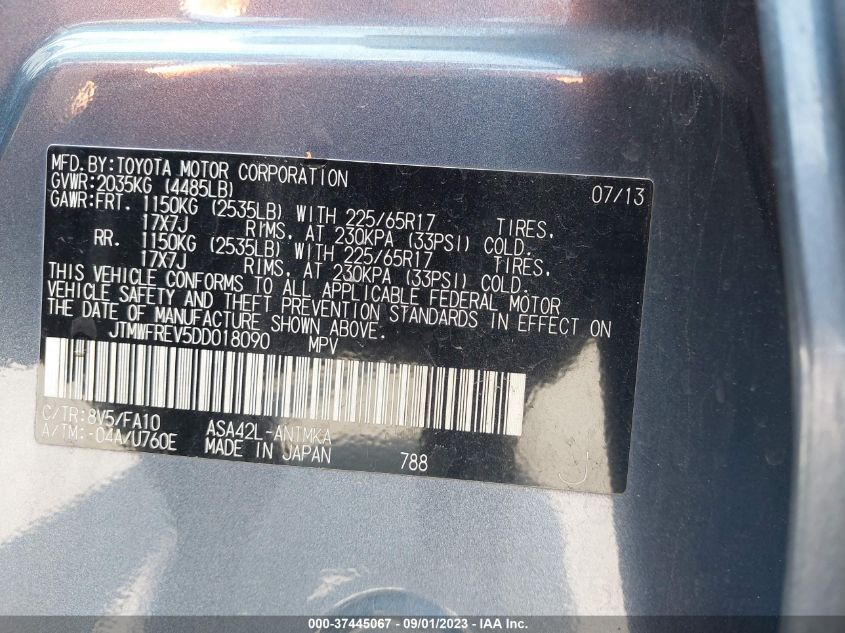 MFD.BY:TOYOTA MOTOR CORPORATION 07/13
GVWR:2035KG (4485LB)
GAWR:FRT. 1150KG (2535LB) WITH 225/65R17 TIRES,
17X7J RIMS, AT 230KPA (33PSI) COLD.
RR. 1150KG (2535LB) WITH 225/65R17 TIRES,
17X7J RIMS, AT 230KPA (33PSI) COLD.
THIS VEHICLE CONFORMS TO ALL APPLICABLE FEDERAL MOTOR
VEHICLE SAFETY AND THEFT PREVENTION STANDARDS IN EFFECT ON
THE DATE OF MANUFACTURE SHOWN ABOVE.
JTMWFREV5DD018090 MPV
C/TR:8V5/FA10 ASA42L-ANTMKA
A/TM:-04A/U760E MADE IN JAPAN 788 J
000-37445067 - 09/01/2023 - IAA Inc.